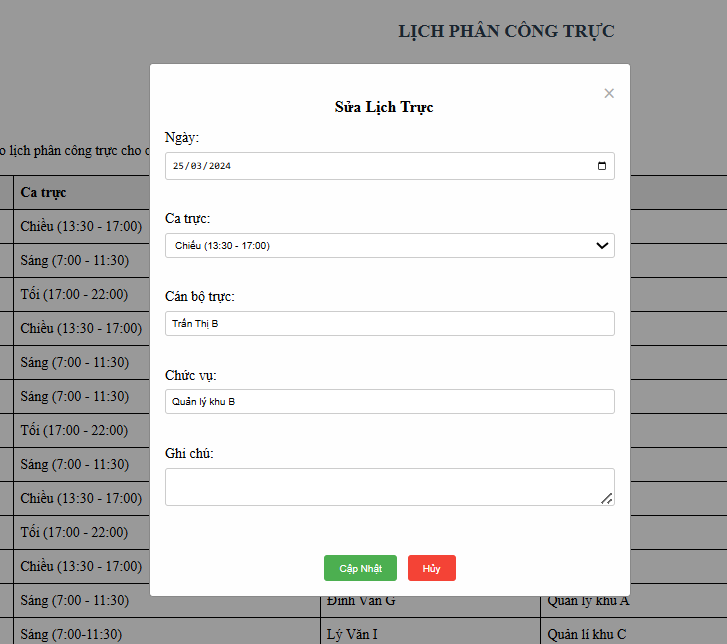 LỊCH PHÂN CÔNG TRỰC
×
Sửa Lịch Trực
Ngày:
25/03/2024
Ca trực:
Chiều (13:30 - 17:00)
Cán bộ trực:
Trần Thị B
Chức vụ:
Quản lý khu B
Ghi chú:
Cập Nhật Hủy
lịch phân công trực cho
Ca trực
Chiều (13:30 - 17:00)
Sáng (7:00 - 11:30)
Tối (17:00 - 22:00)
Chiều (13:30 - 17:00)
Sáng (7:00 - 11:30)
Sáng (7:00 - 11:30)
Tối (17:00 - 22:00)
Sáng (7:00 - 11:30)
Chiều (13:30 - 17:00)
Tối (17:00 - 22:00)
Chiều (13:30 - 17:00)
Sáng (7:00 - 11:30) Đinh Văn G Quản lý khu A
Sáng (7:00-11:30) Lý Văn I Quản lí khu C